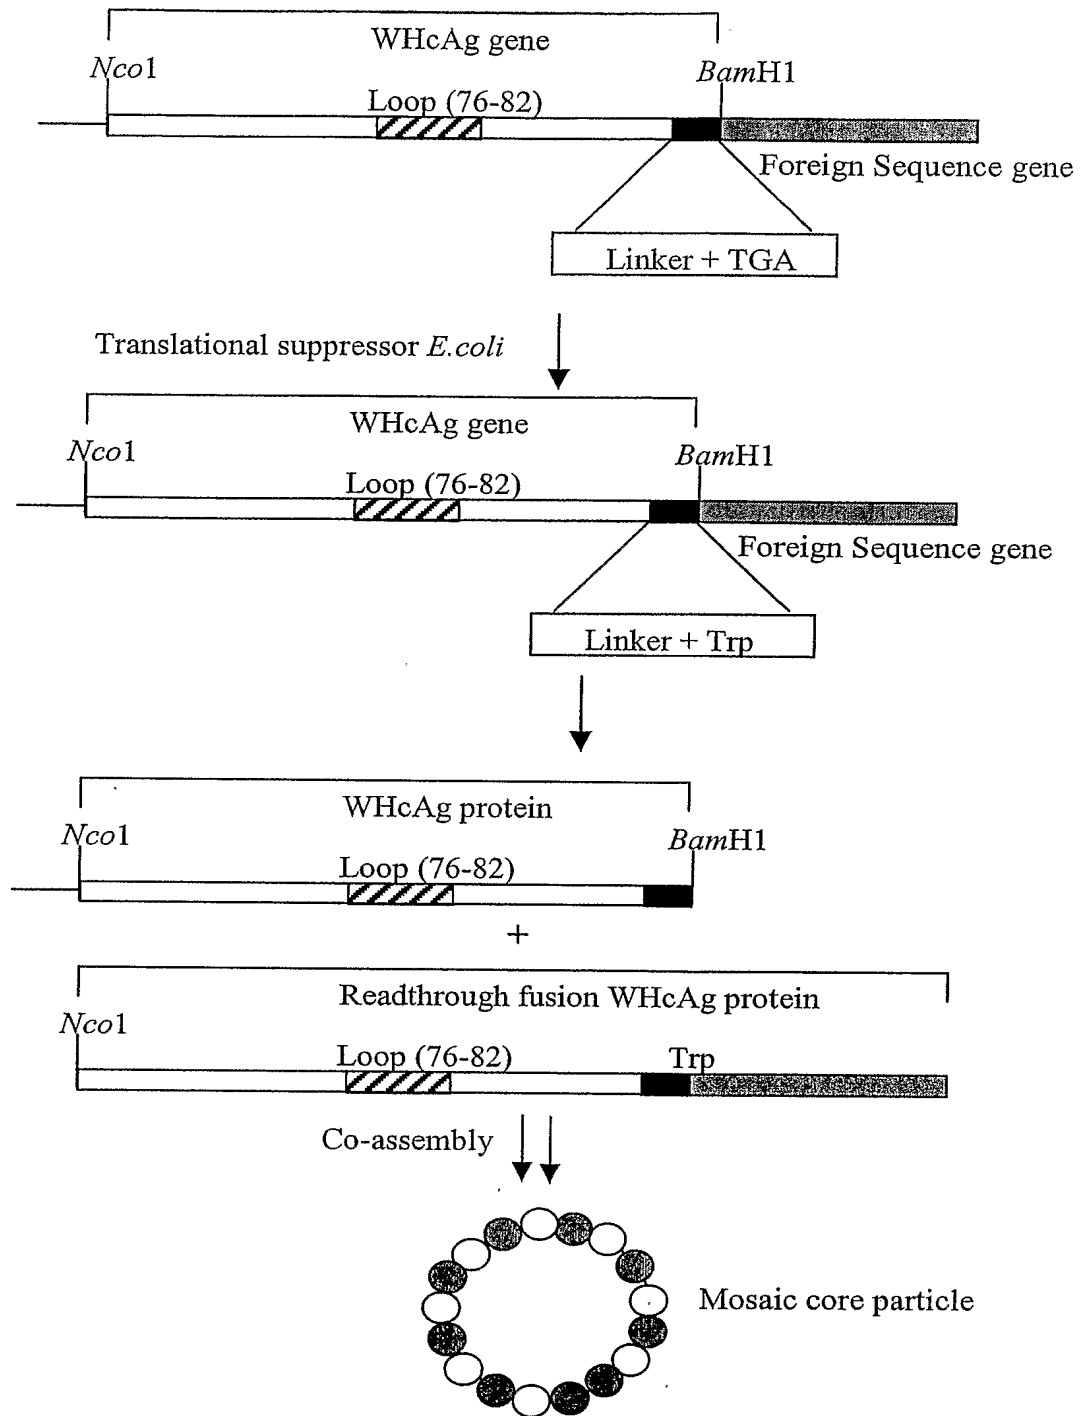 WHcAg gene
Nco1
BamH1
Loop (76-82)
Foreign Sequence gene
Linker + TGA
Translational suppressor E.coli
WHcAg gene
Nco1
BamH1
Loop (76-82)
Foreign Sequence gene
Linker + Trp
WHcAg protein
Nco1
BamH1
Loop (76-82)
+
Readthrough fusion WHcAg protein
Nco1
Loop (76-82)
Trp
Co-assembly
Mosaic core particle